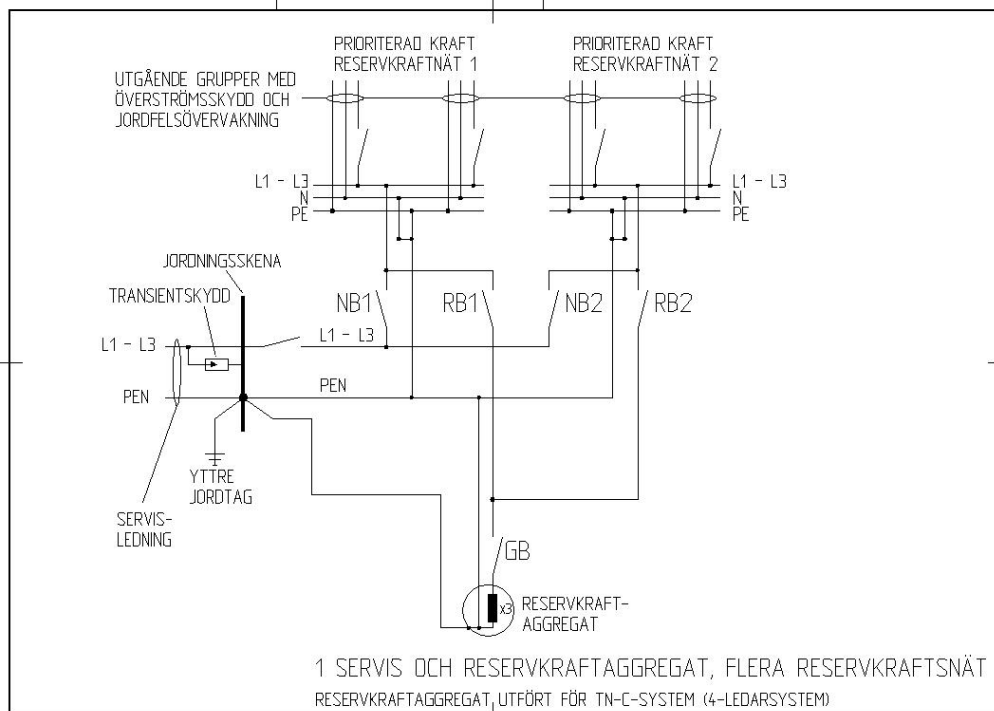 PRIORITERAD KRAFT
RESERVKRAFTNÄT 1
PRIORITERAD KRAFT
RESERVKRAFTNÄT 2
UTGÅENDE GRUPPER MED
ÖVERSTRÖMSSKYDD OCH
JORDFELSÖVERVAKNING
L1 - L3
N
PE
L1 - L3
N
PE
JORDNINGSSKENA
TRANSIENTSKYDD
NB1
RB1
NB2
RB2
L1 - L3
L1 - L3
PEN
PEN
YTTRE
JORDTAG
SERVIS-
LEDNING
GB
x3
RESERVKRAFT-
AGGREGAT
1 SERVIS OCH RESERVKRAFTAGGREGAT, FLERA RESERVKRAFTSNÄT
RESERVKRAFTAGGREGAT UTFÖRT FÖR TN-C-SYSTEM (4-LEDARSYSTEM)